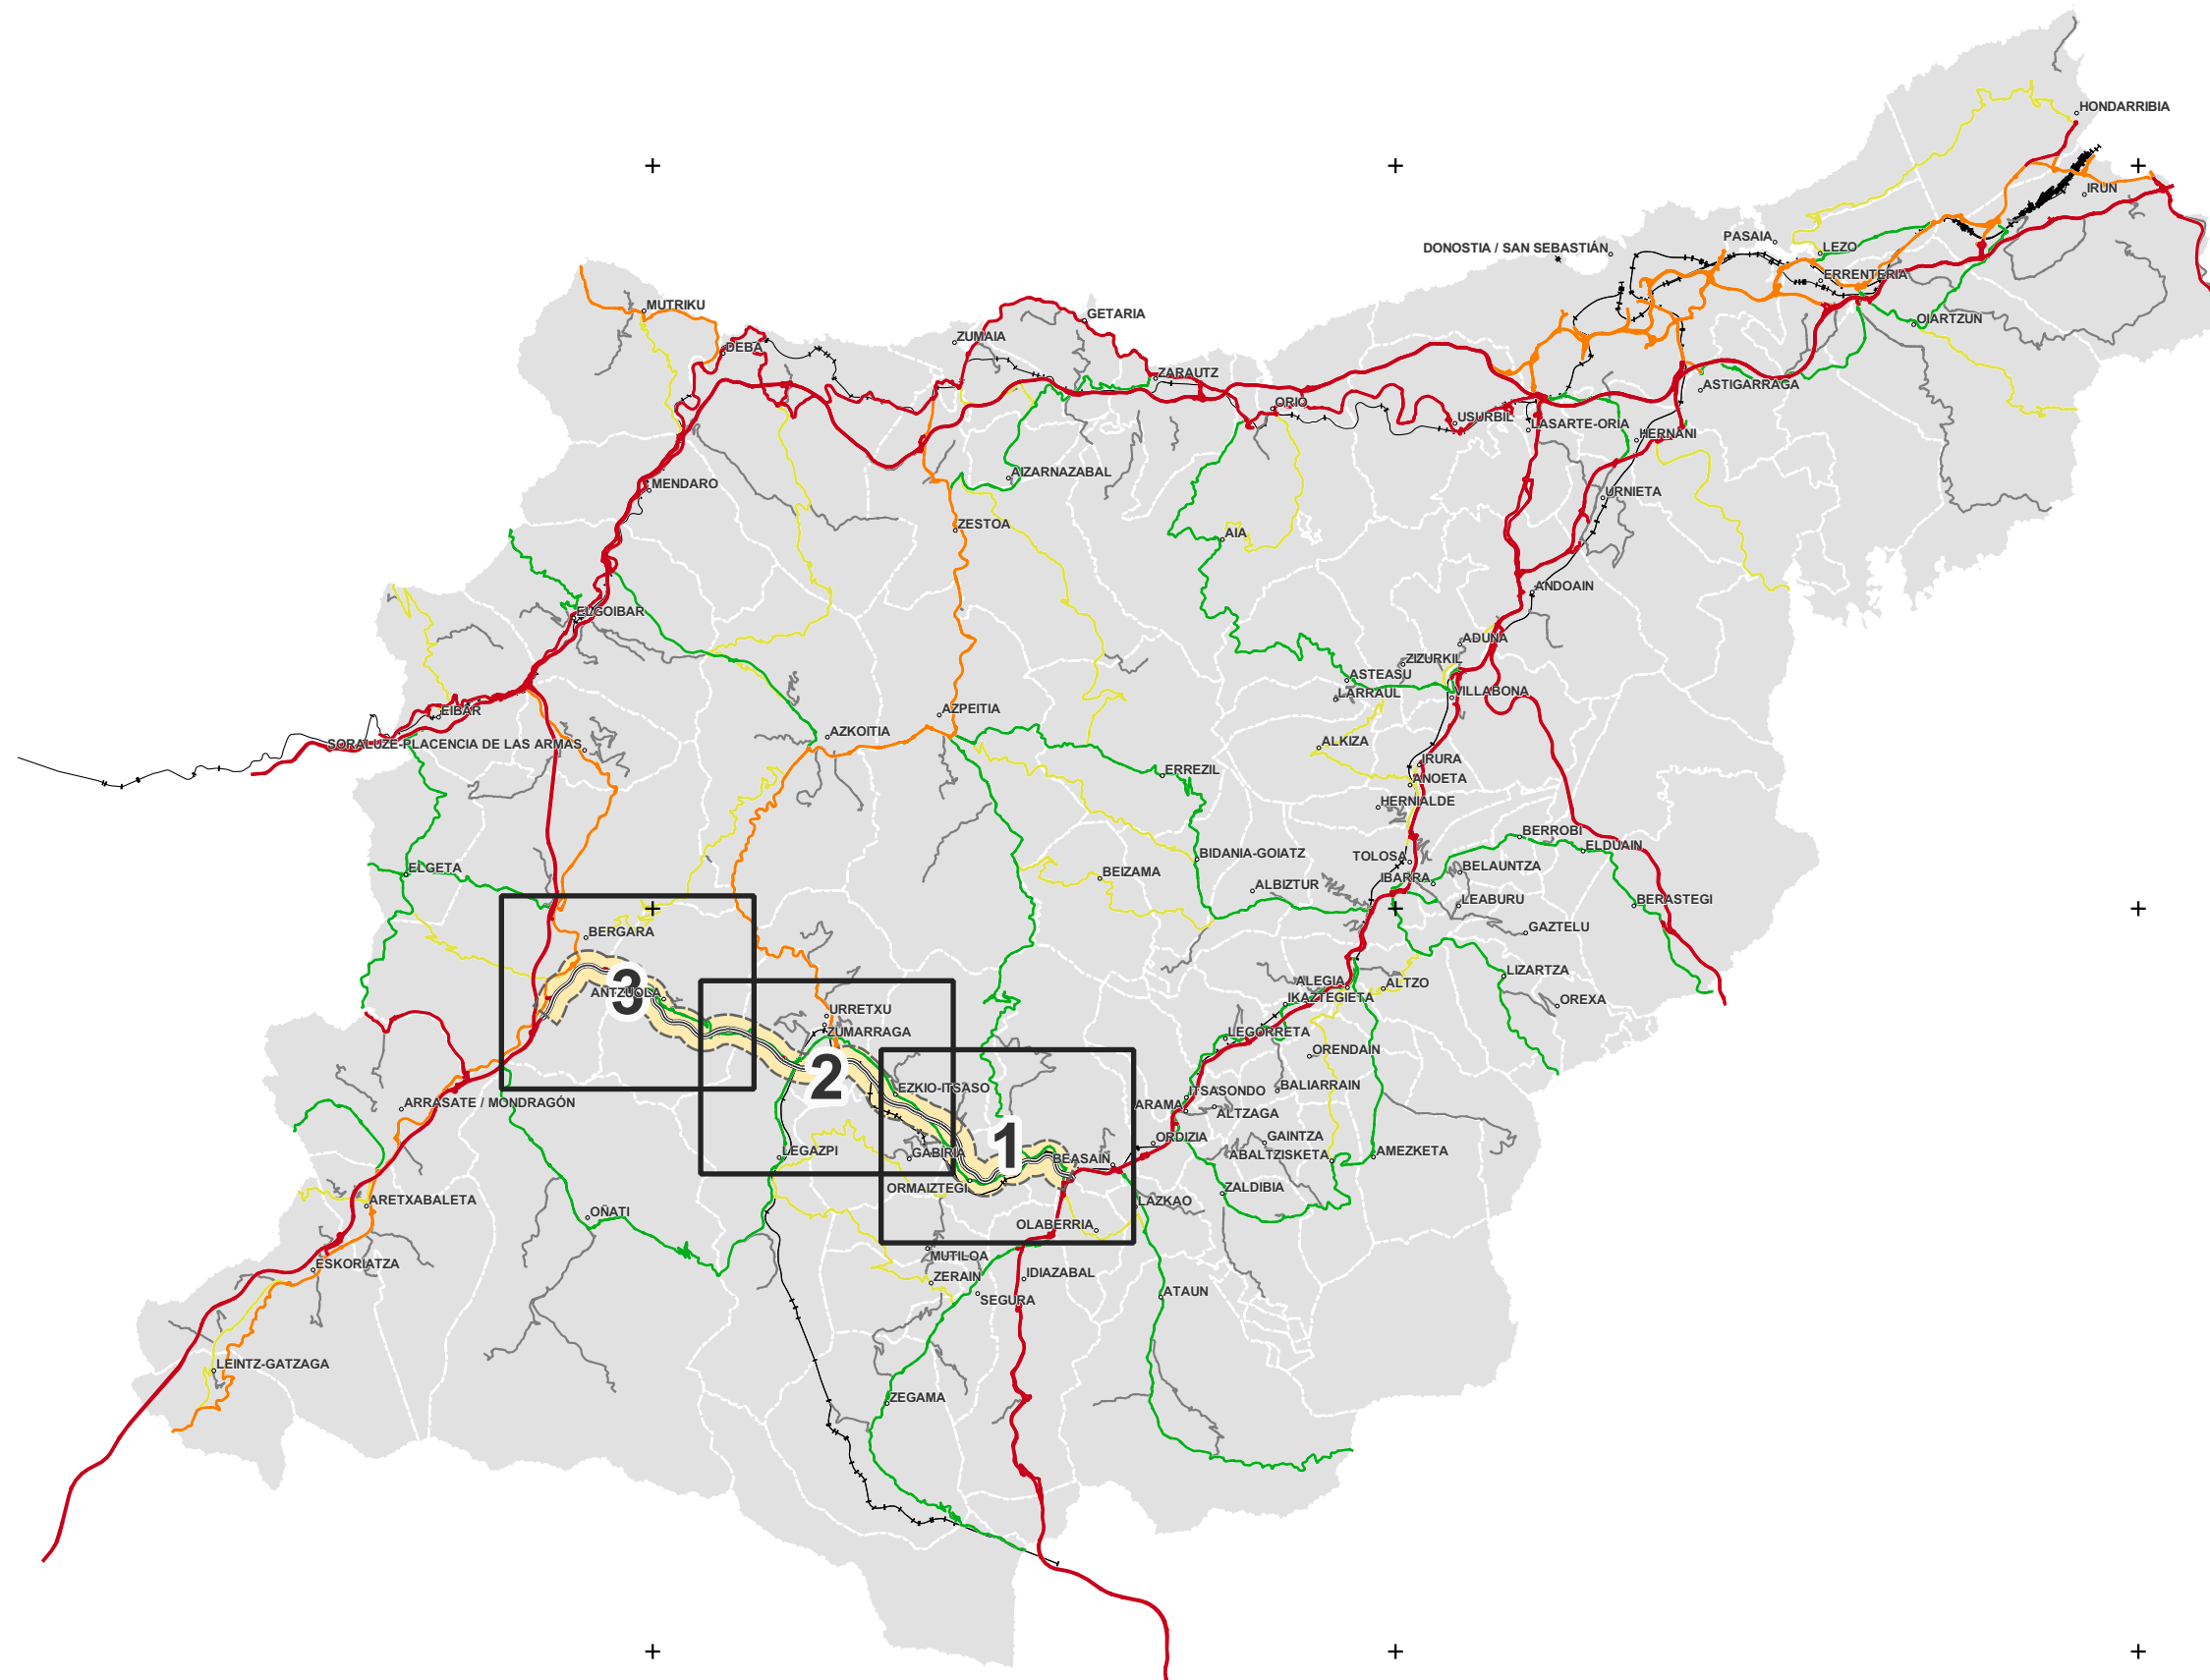 HONDARRIBIA
IRUN
PASAIA
DONOSTIA / SAN SEBASTIÁN
LEZO
ERRENTERIA
MUTRIKU
GETARIA
OIARTZUN
ZUMAIA
DEBA
ZARAUTZ
ASTIGARRAGA
ORIO
USURBIL
LASARTE-ORIA
HERNANI
AIZARNAZABAL
MENDARO
URNIETA
ZESTOA
AIA
ANDOAIN
ELGOIBAR
ADUNA
ZIZURKIL
ASTEASU
LARRAUL
VILLABONA
EIBAR
AZPEITIA
AZKOITIA
SORALUZE-PLACENCIA DE LAS ARMAS
ALKIZA
IRURA
ERREZIL
ANOETA
HERNIALDE
BERROBI
ELDUAIN
BIDANIA-GOIATZ
TOLOSA
BELAUNTZA
ELGETA
BEIZAMA
IBARRA
ALBIZTUR
LEABURU
BERASTEGI
GAZTELU
BERGARA
LIZARTZA
ALEGIA
ALTZO
3
ANTZUOLA
IKAZTEGIETA
OREXA
URRETXU
ZUMARRAGA
LEGORRETA
ORENDAIN
2
EZKIO-ITSASO
BALIARRAIN
ITSASONDO
ARRASATE / MONDRAGÓN
ARAMA
ALTZAGA
1
ORDIZIA
GAINTZA
LEGAZPI
GABIRIA
BEASAIN
ABALTZISKETA
AMEZKETA
ORMAIZTEGI
ZALDIBIA
ARETXABALETA
LAZKAO
OÑATI
OLABERRIA
MUTILOA
ESKORIATZA
ZERAIN
IDIAZABAL
ATAUN
SEGURA
LEINTZ-GATZAGA
ZEGAMA